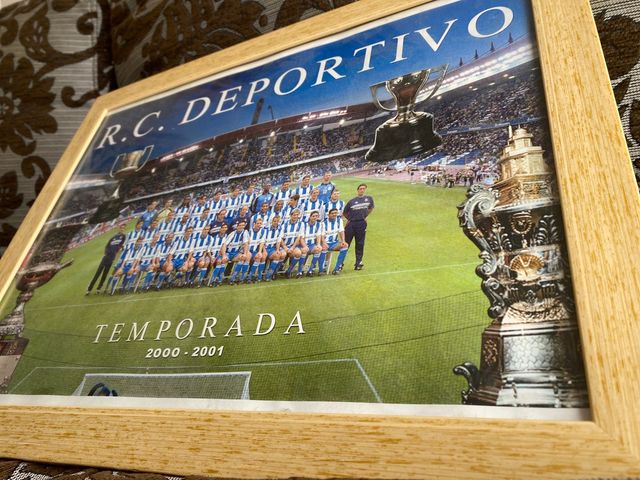 R.C. DEPORTIVO
TEMPORADA
2000 - 2001